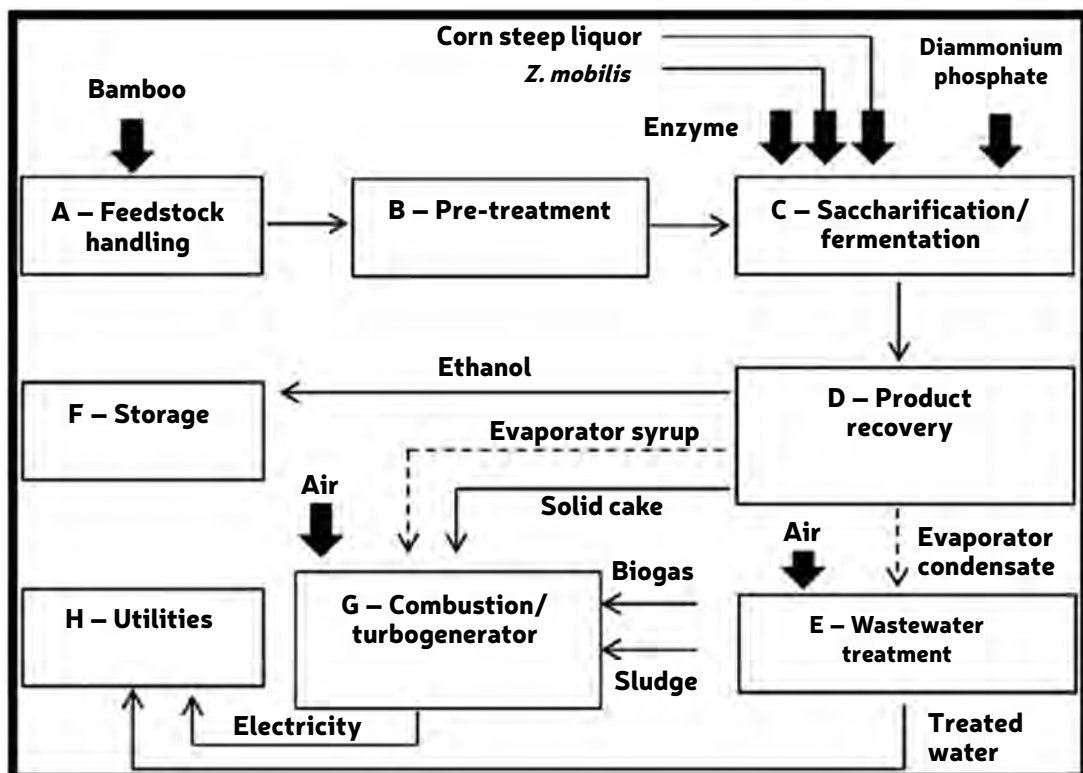 Corn steep liquor
Z. mobilis
Diammonium
phosphate
Bamboo
Enzyme
A – Feedstock
handling
B – Pre-treatment
C – Saccharification/
fermentation
Ethanol
F – Storage
D – Product
recovery
Evaporator syrup
Air
Solid cake
Air
Evaporator
condensate
Biogas
H – Utilities
G – Combustion/
turbogenerator
E – Wastewater
treatment
Sludge
Electricity
Treated
water